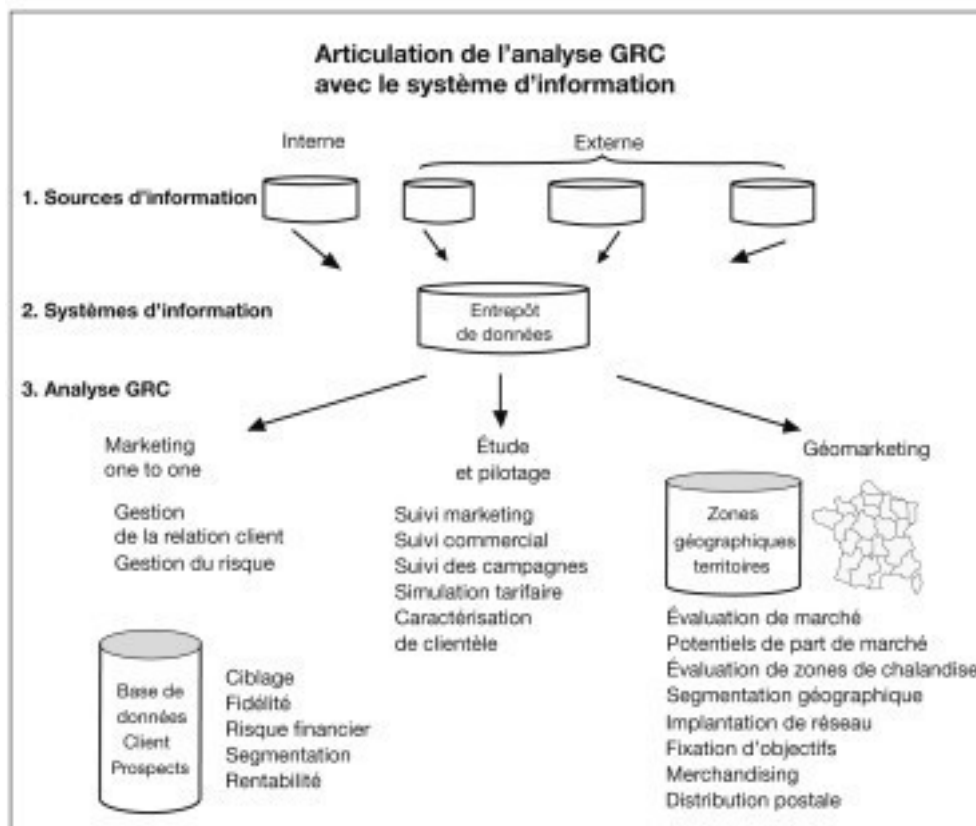 Articulation de l'analyse GRC
avec le système d'information
Interne
Externe
1. Sources d'information
2. Systèmes d'information
Entrepôt
de données
3. Analyse GRC
Marketing
one to one
Gestion
de la relation client
Gestion du risque
Base de
données
Client
Prospects
Ciblage
Fidélité
Risque financier
Segmentation
Rentabilité
Étude
et pilotage
Suivi marketing
Suivi commercial
Suivi des campagnes
Simulation tarifaire
Caractérisation
de clientèle
Géomarketing
Zones
géographiques
territoires
Évaluation de marché
Potentiels de part de marché
Évaluation de zones de chalandise
Segmentation géographique
Implantation de réseau
Fixation d'objectifs
Merchandising
Distribution postale